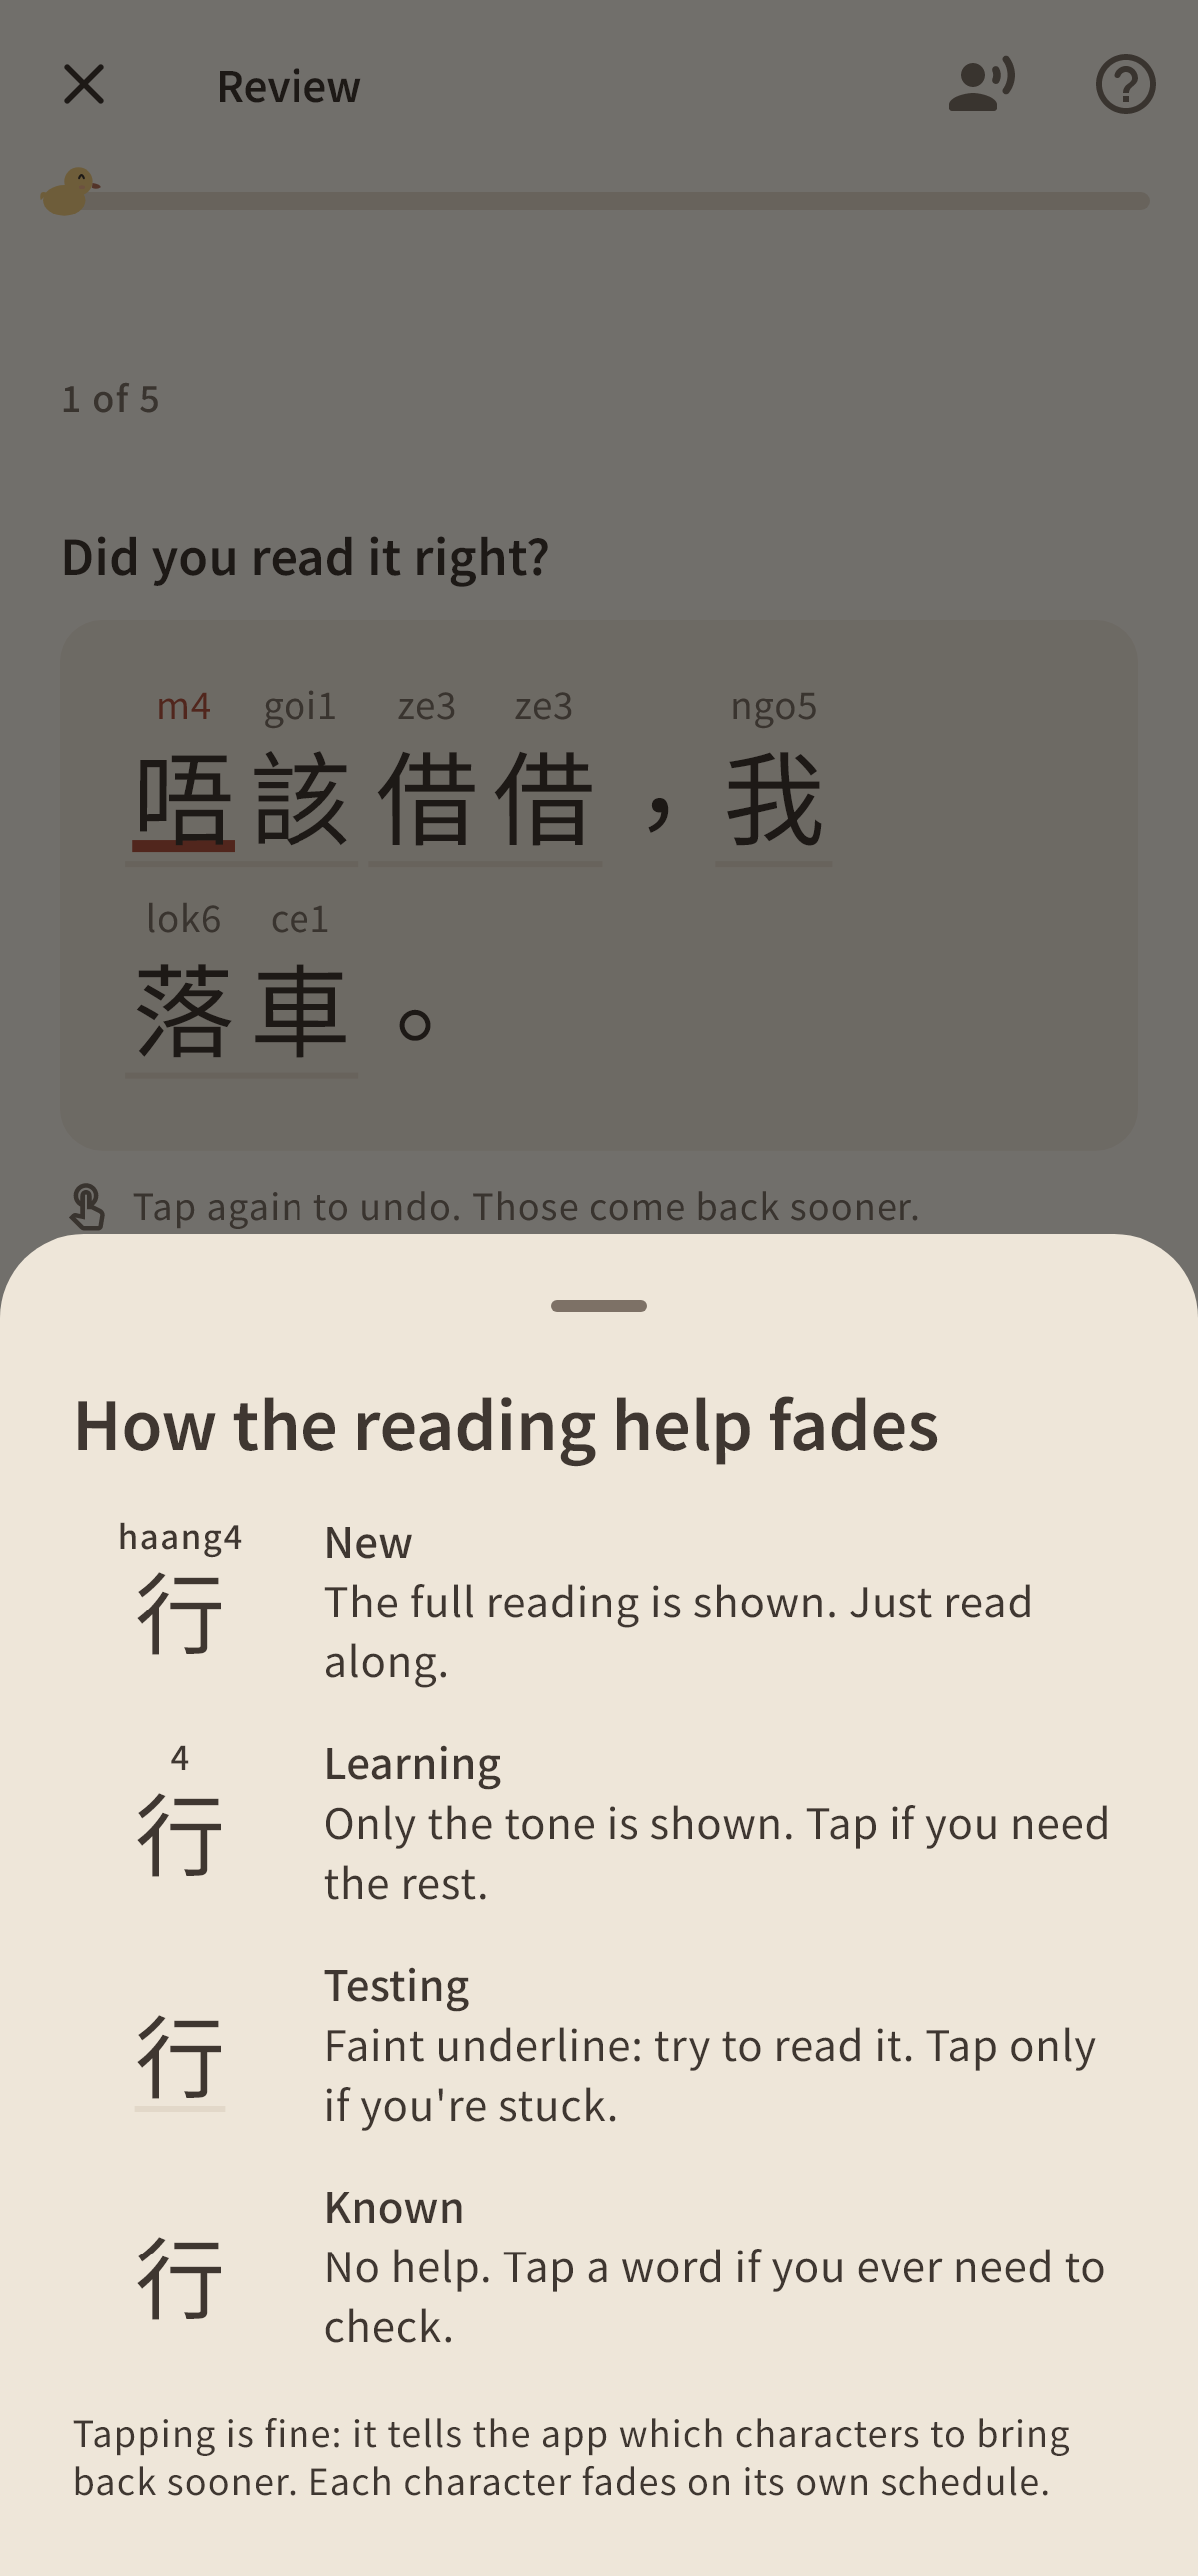 Review
1 of 5
Did you read it right?
m4 goi1 ze3 ze3 ngo5
唔該借借，我
lok6 ce1
落車。
Tap again to undo. Those come back sooner.
How the reading help fades
haang4
行
New
The full reading is shown. Just read
along.
4
行
Learning
Only the tone is shown. Tap if you need
the rest.
行
Testing
Faint underline: try to read it. Tap only
if you're stuck.
行
Known
No help. Tap a word if you ever need to
check.
Tapping is fine: it tells the app which characters to bring
back sooner. Each character fades on its own schedule.